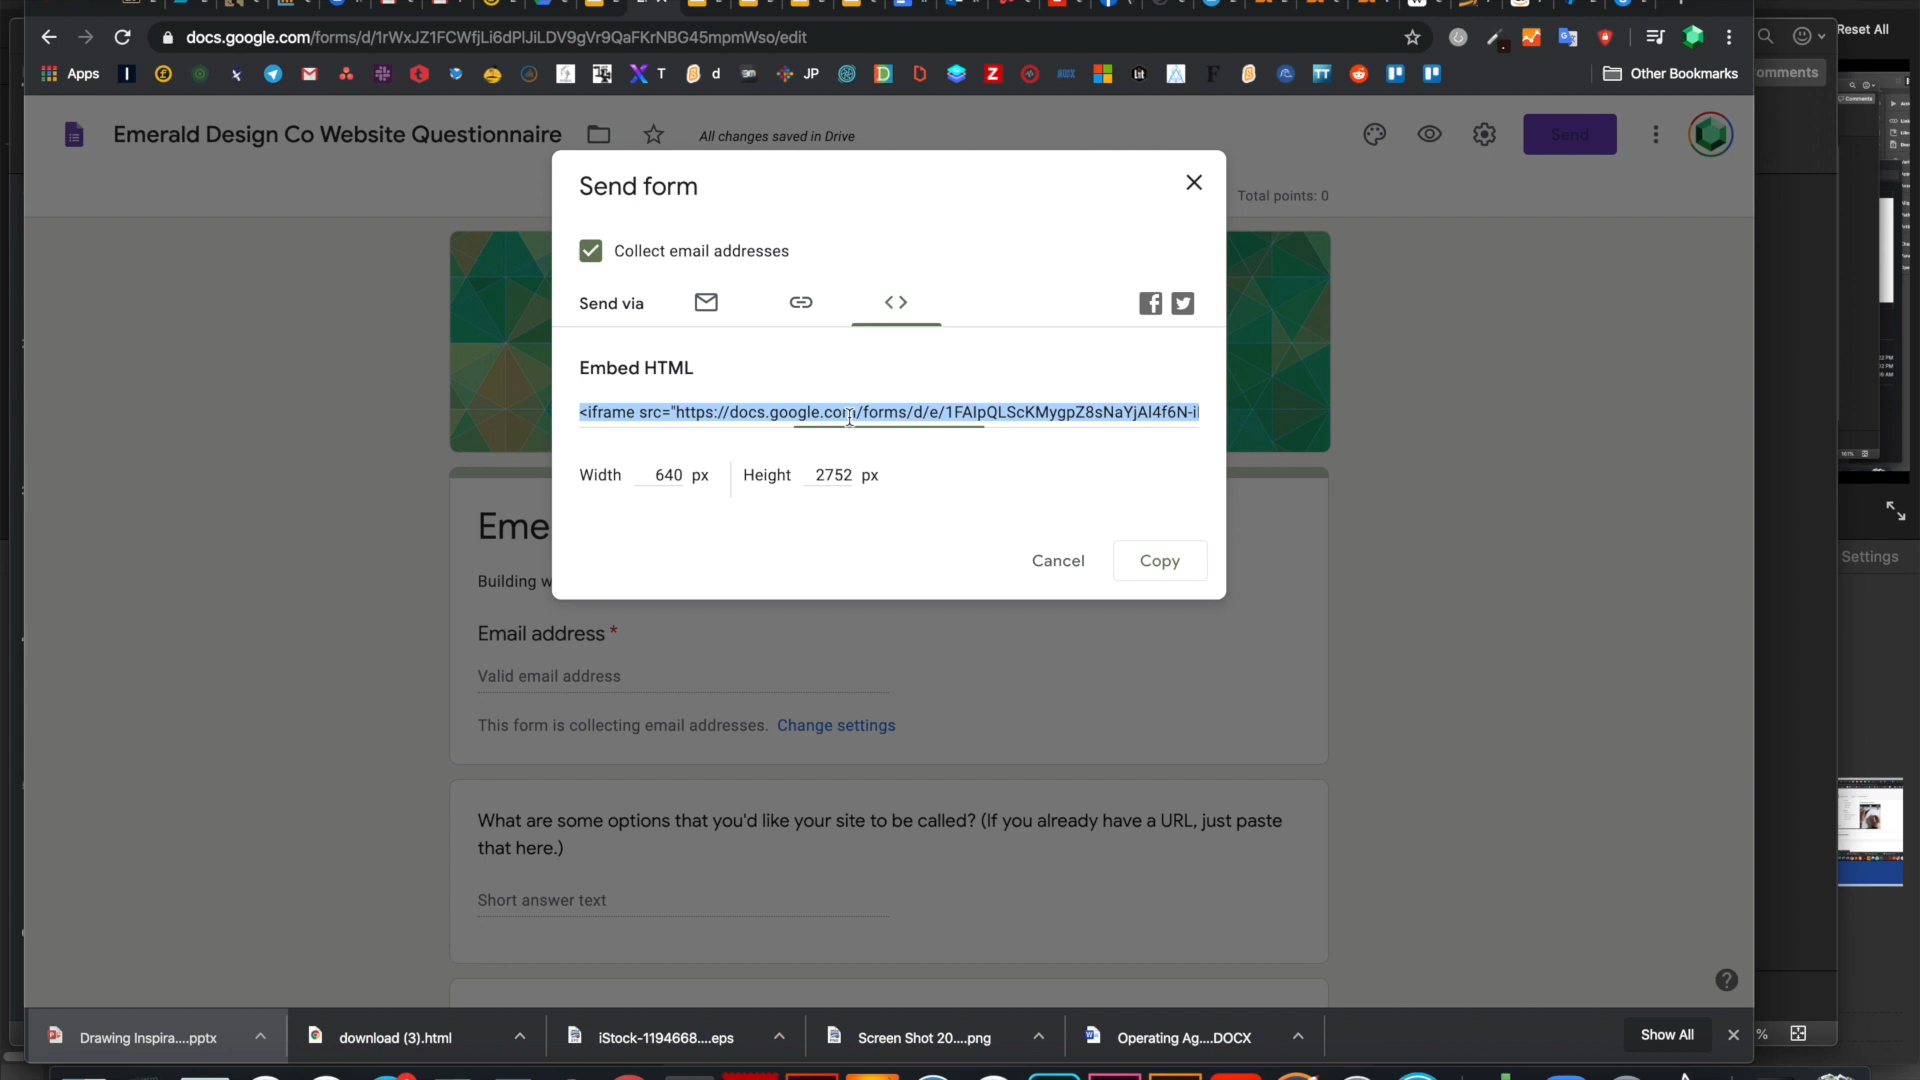 docs.google.com/forms/d/1rWxJZ1FCWfjLi6dPlJiLDV9gVr9QaFKrNBG45mpmWso/edit
Reset All
Apps
T
d
JP
Other Bookmarks
omments
Emerald Design Co Website Questionnaire
All changes saved in Drive
Send
Comments
Send form
Total points: 0
Collect email addresses
Send via
Embed HTML
<iframe src="https://docs.google.com/forms/d/e/1FAIpQLScKMygpZ8sNaYjAl4f6N-i
Width 640 px Height 2752 px
Eme
Settings
Cancel
Copy
Building w
Email address *
Valid email address
This form is collecting email addresses. Change settings
What are some options that you'd like your site to be called? (If you already have a URL, just paste
that here.)
Short answer text
Drawing Inspira....pptx
download (3).html
iStock-1194668....eps
Screen Shot 20....png
Operating Ag....DOCX
Show All
%